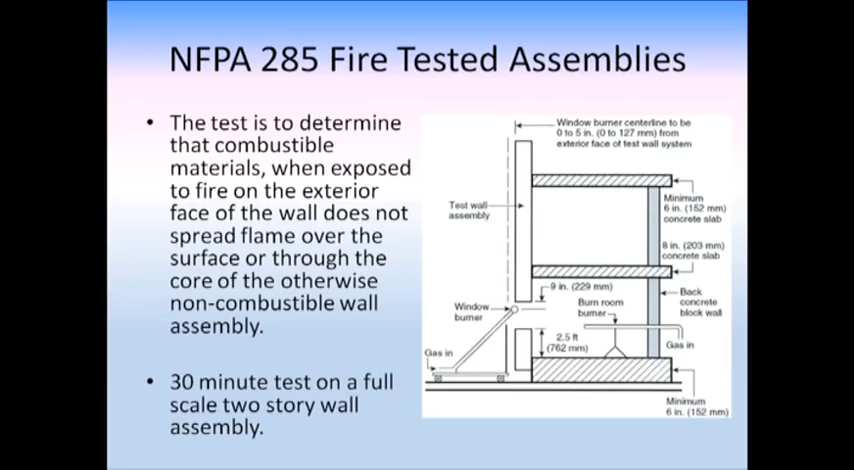 NFPA 285 Fire Tested Assemblies
• The test is to determine
that combustible
materials, when exposed
to fire on the exterior
face of the wall does not
spread flame over the
surface or through the
core of the otherwise
non-combustible wall
assembly.
• 30 minute test on a full
scale two story wall
assembly.
Window burner centerline to be
0 to 5 in. (0 to 127 mm) from
exterior face of test wall system
Test wall
assembly
Minimum
6 in. (152 mm)
concrete slab
8 in. (203 mm)
concrete slab
9 in. (229 mm)
Window
burner
Burn room
burner
Back
concrete
block wall
2.5 ft
(762 mm)
Gas in
Gas in
Minimum
6 in. (152 mm)